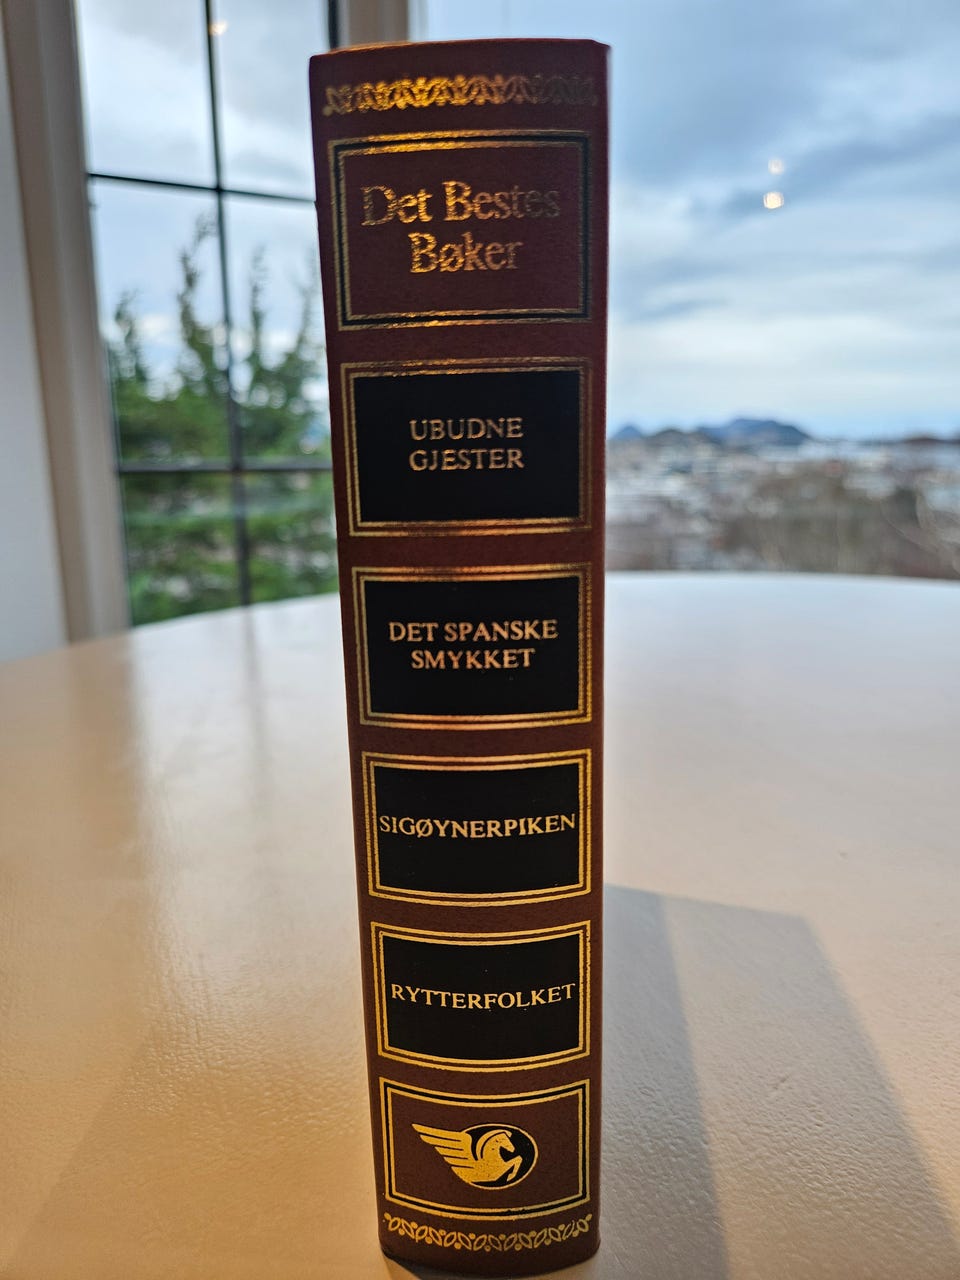 Det Bestes
Bøker
UBUDNE
GJESTER
DET SPANSKE
SMYKKET
SIGØYNERPIKEN
RYTTERFOLKET